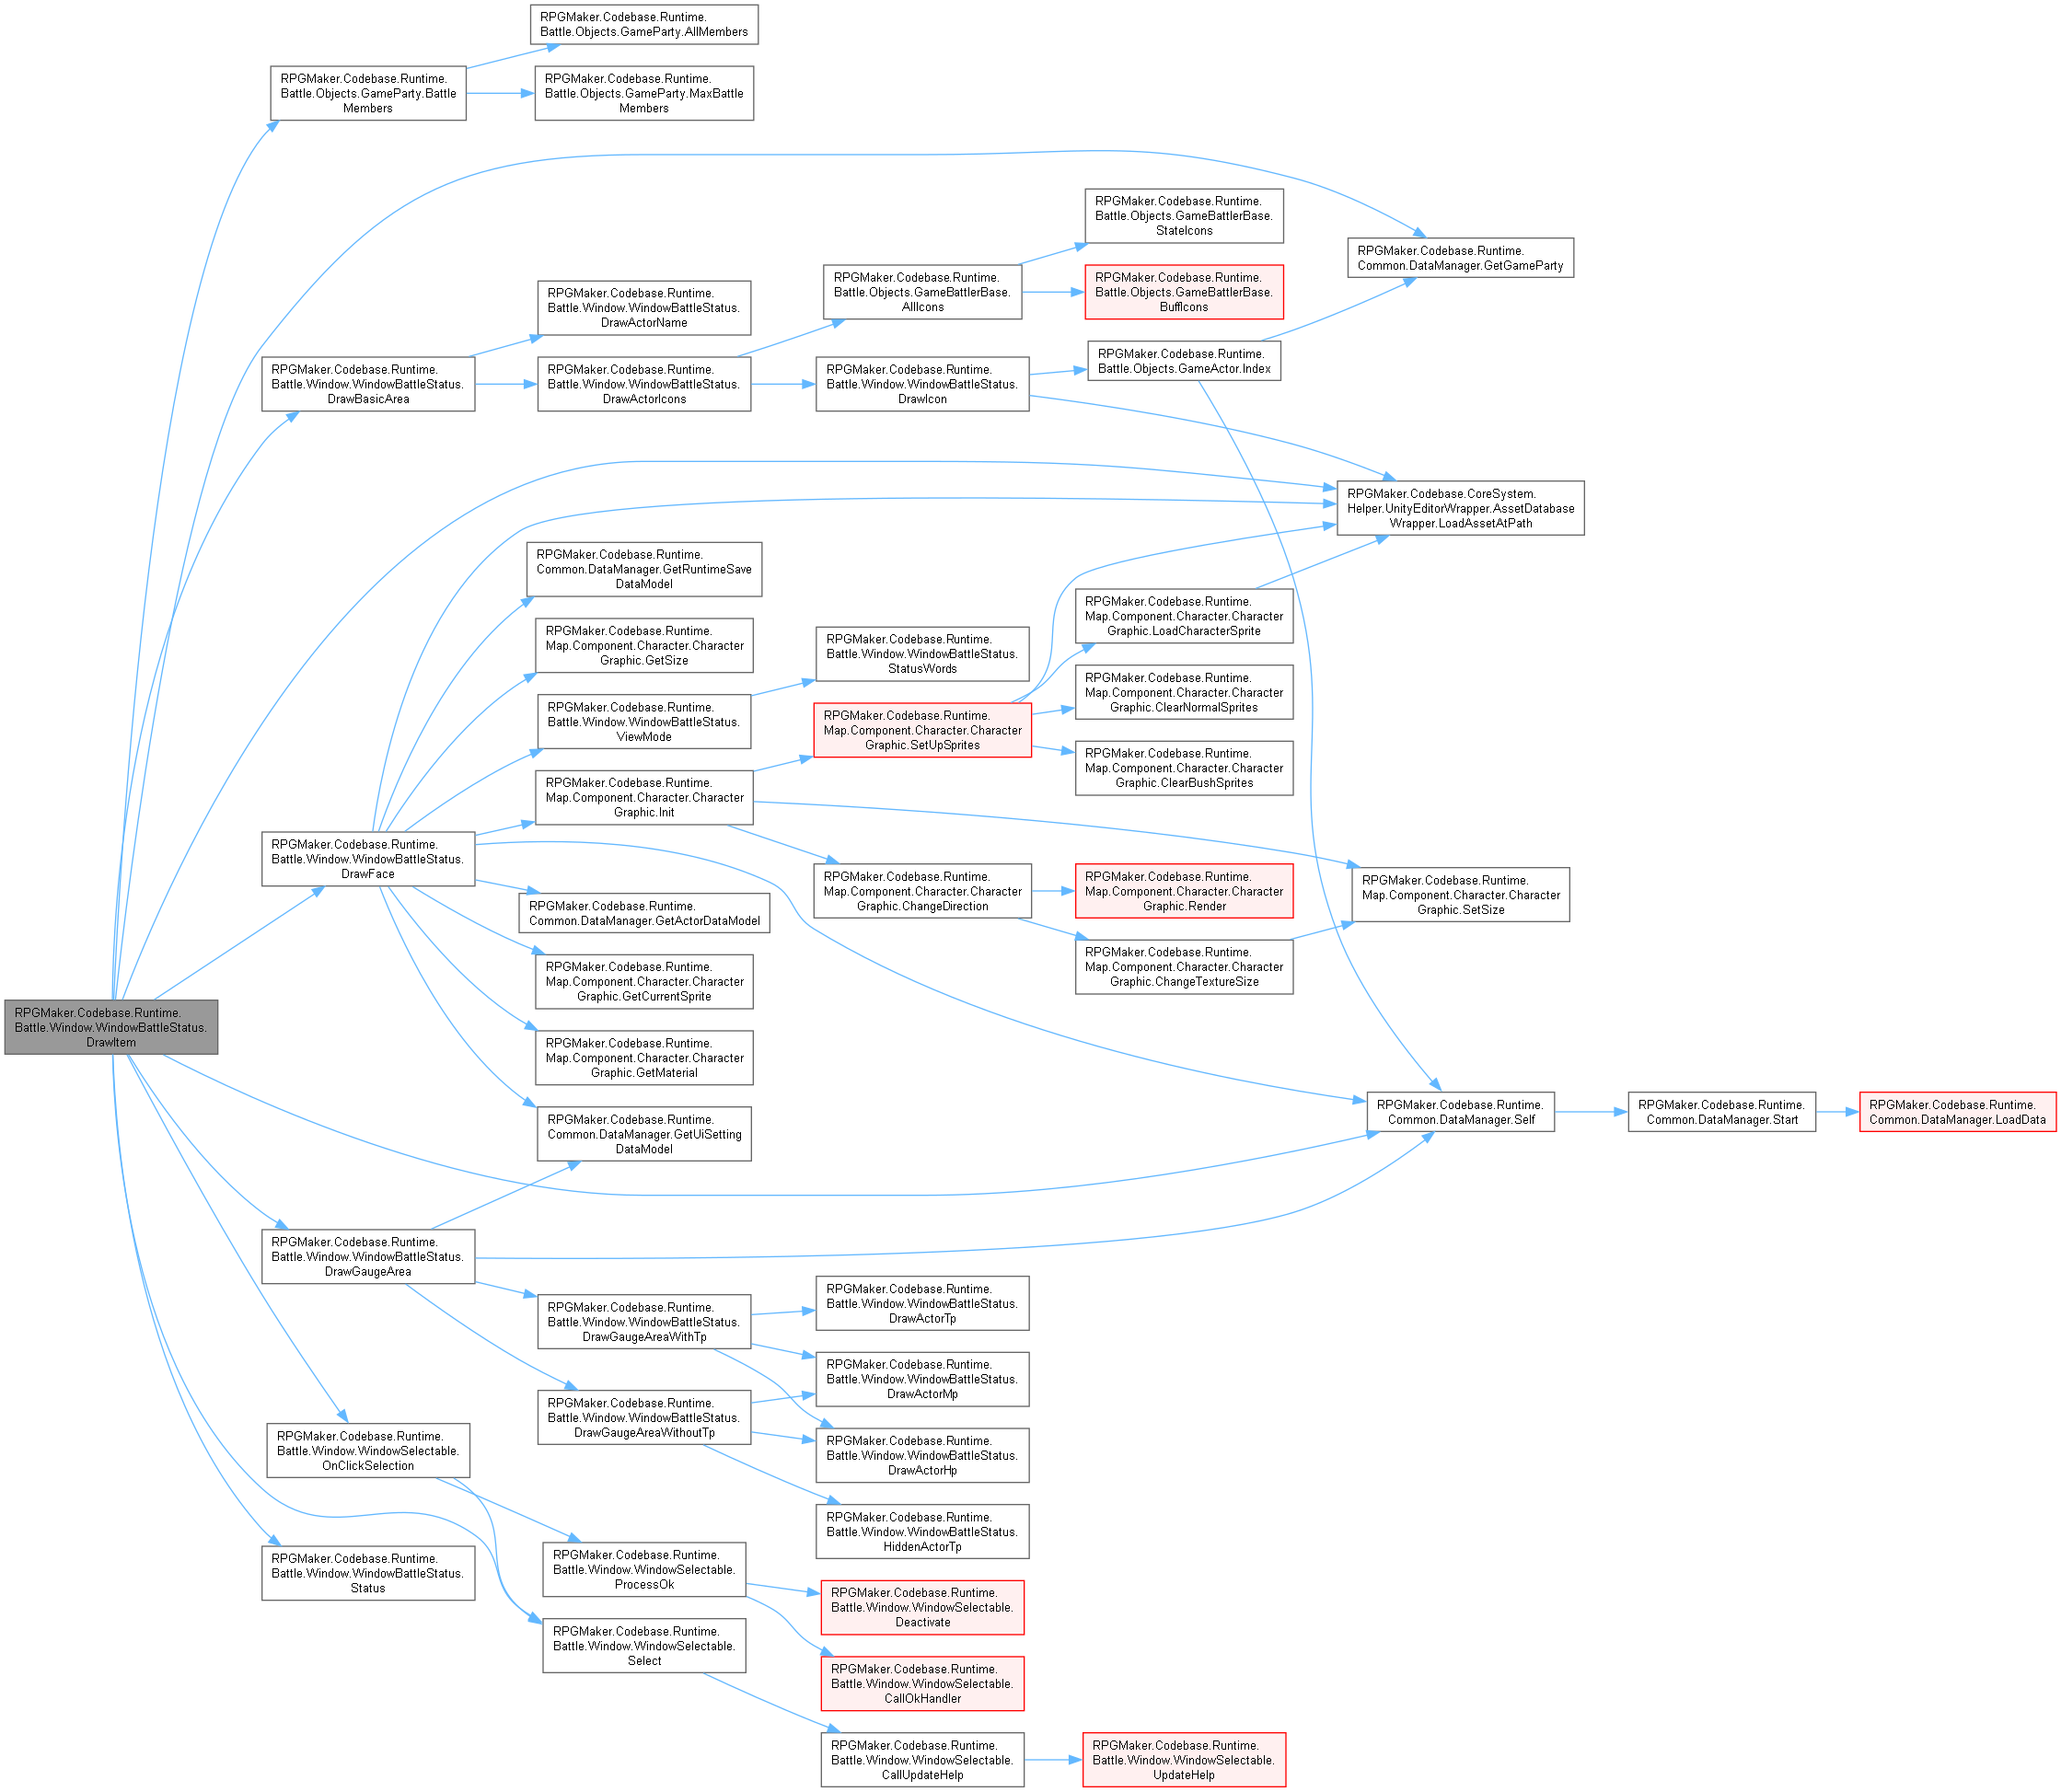 RPGMaker.Codebase.Runtime.
Battle.Objects.GameParty.AllMembers
RPGMaker.Codebase.Runtime.
Battle.Objects.GameParty.Battle
Members
RPGMaker.Codebase.Runtime.
Battle.Objects.GameParty.MaxBattle
Members
RPGMaker.Codebase.Runtime.
Battle.Objects.GameBattlerBase.
StateIcons
RPGMaker.Codebase.Runtime.
Common.DataManager.GetGameParty
RPGMaker.Codebase.Runtime.
Battle.Objects.GameBattlerBase.
AllIcons
RPGMaker.Codebase.Runtime.
Battle.Objects.GameBattlerBase.
BuffIcons
RPGMaker.Codebase.Runtime.
Battle.Window.WindowBattleStatus.
DrawActorName
RPGMaker.Codebase.Runtime.
Battle.Objects.GameActor.Index
RPGMaker.Codebase.Runtime.
Battle.Window.WindowBattleStatus.
DrawBasicArea
RPGMaker.Codebase.Runtime.
Battle.Window.WindowBattleStatus.
DrawActorIcons
RPGMaker.Codebase.Runtime.
Battle.Window.WindowBattleStatus.
DrawIcon
RPGMaker.Codebase.CoreSystem.
Helper.UnityEditorWrapper.AssetDatabase
Wrapper.LoadAssetAtPath
RPGMaker.Codebase.Runtime.
Common.DataManager.GetRuntimeSave
DataModel
RPGMaker.Codebase.Runtime.
Map.Component.Character.Character
Graphic.LoadCharacterSprite
RPGMaker.Codebase.Runtime.
Map.Component.Character.Character
Graphic.GetSize
RPGMaker.Codebase.Runtime.
Battle.Window.WindowBattleStatus.
StatusWords
RPGMaker.Codebase.Runtime.
Map.Component.Character.Character
Graphic.ClearNormalSprites
RPGMaker.Codebase.Runtime.
Battle.Window.WindowBattleStatus.
ViewMode
RPGMaker.Codebase.Runtime.
Map.Component.Character.Character
Graphic.SetUpSprites
RPGMaker.Codebase.Runtime.
Map.Component.Character.Character
Graphic.ClearBushSprites
RPGMaker.Codebase.Runtime.
Map.Component.Character.Character
Graphic.Init
RPGMaker.Codebase.Runtime.
Battle.Window.WindowBattleStatus.
DrawFace
RPGMaker.Codebase.Runtime.
Map.Component.Character.Character
Graphic.ChangeDirection
RPGMaker.Codebase.Runtime.
Map.Component.Character.Character
Graphic.Render
RPGMaker.Codebase.Runtime.
Map.Component.Character.Character
Graphic.SetSize
RPGMaker.Codebase.Runtime.
Common.DataManager.GetActorDataModel
RPGMaker.Codebase.Runtime.
Map.Component.Character.Character
Graphic.ChangeTextureSize
RPGMaker.Codebase.Runtime.
Map.Component.Character.Character
Graphic.GetCurrentSprite
RPGMaker.Codebase.Runtime.
Battle.Window.WindowBattleStatus.
DrawItem
RPGMaker.Codebase.Runtime.
Map.Component.Character.Character
Graphic.GetMaterial
RPGMaker.Codebase.Runtime.
Common.DataManager.GetUiSetting
DataModel
RPGMaker.Codebase.Runtime.
Common.DataManager.Self
RPGMaker.Codebase.Runtime.
Common.DataManager.Start
RPGMaker.Codebase.Runtime.
Common.DataManager.LoadData
RPGMaker.Codebase.Runtime.
Battle.Window.WindowBattleStatus.
DrawGaugeArea
RPGMaker.Codebase.Runtime.
Battle.Window.WindowBattleStatus.
DrawGaugeAreaWithTp
RPGMaker.Codebase.Runtime.
Battle.Window.WindowBattleStatus.
DrawActorTp
RPGMaker.Codebase.Runtime.
Battle.Window.WindowBattleStatus.
DrawActorMp
RPGMaker.Codebase.Runtime.
Battle.Window.WindowBattleStatus.
DrawGaugeAreaWithoutTp
RPGMaker.Codebase.Runtime.
Battle.Window.WindowBattleStatus.
DrawActorHp
RPGMaker.Codebase.Runtime.
Battle.Window.WindowSelectable.
OnClickSelection
RPGMaker.Codebase.Runtime.
Battle.Window.WindowBattleStatus.
HiddenActorTp
RPGMaker.Codebase.Runtime.
Battle.Window.WindowBattleStatus.
Status
RPGMaker.Codebase.Runtime.
Battle.Window.WindowSelectable.
ProcessOk
RPGMaker.Codebase.Runtime.
Battle.Window.WindowSelectable.
Deactivate
RPGMaker.Codebase.Runtime.
Battle.Window.WindowSelectable.
Select
RPGMaker.Codebase.Runtime.
Battle.Window.WindowSelectable.
CallOkHandler
RPGMaker.Codebase.Runtime.
Battle.Window.WindowSelectable.
CallUpdateHelp
RPGMaker.Codebase.Runtime.
Battle.Window.WindowSelectable.
UpdateHelp